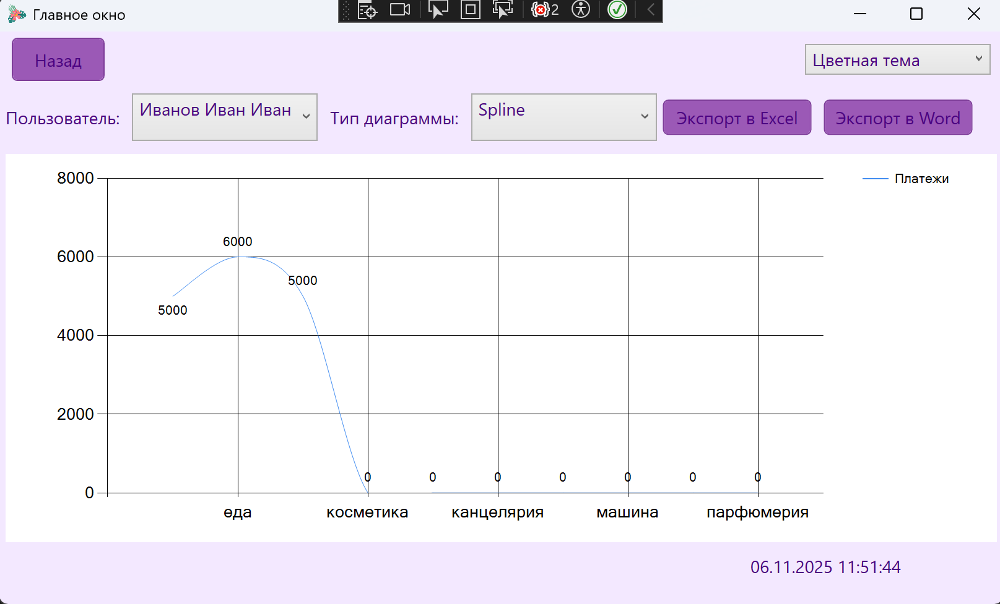 Главное окно
2
Назад
Цветная тема
Пользователь:
Иванов Иван Иван
Тип диаграммы:
Spline
Экспорт в Excel
Экспорт в Word
8000
6000
4000
2000
0
5000
6000
5000
0
0
0
0
0
0
0
еда
косметика
канцелярия
машина
парфюмерия
Платежи
06.11.2025 11:51:44